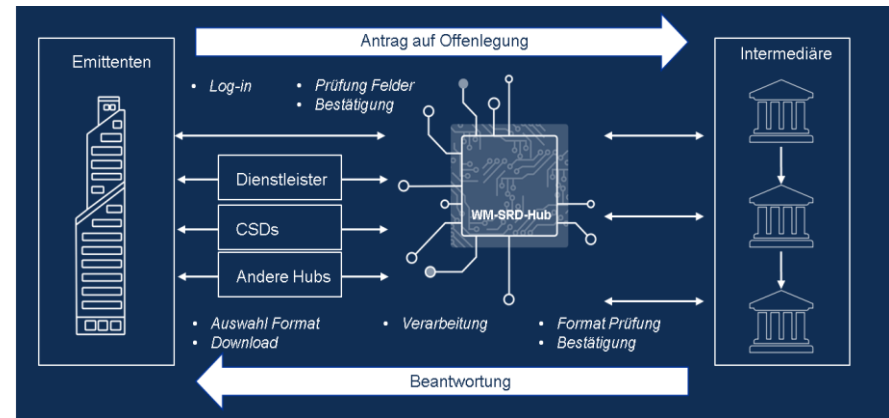 Antrag auf Offenlegung
Emittenten
Intermediäre
• Log-in
• Prüfung Felder
• Bestätigung
Dienstleister
CSDs
Andere Hubs
WM-SRD-Hub
• Auswahl Format
• Download
• Verarbeitung
• Format Prüfung
• Bestätigung
Beantwortung